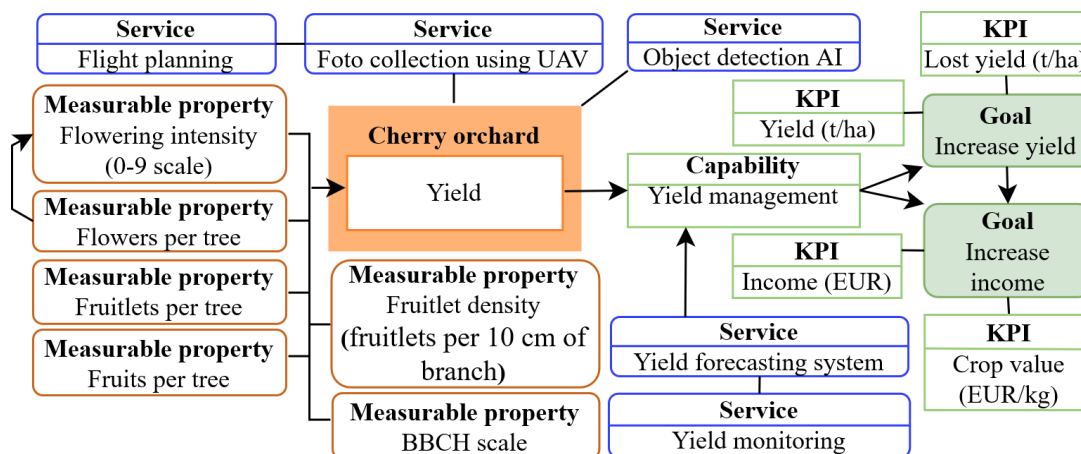 Service
Flight planning
Service
Foto collection using UAV
Service
Object detection AI
KPI
Lost yield (t/ha)
Measurable property
Flowering intensity
(0-9 scale)
Measurable property
Flowers per tree
Measurable property
Fruitlets per tree
Measurable property
Fruits per tree
Cherry orchard
Yield
Measurable property
Fruitlet density
(fruitlets per 10 cm of
branch)
Measurable property
BBCH scale
Capability
Yield management
KPI
Yield (t/ha)
Goal
Increase yield
Goal
Increase
income
KPI
Income (EUR)
KPI
Crop value
(EUR/kg)
Service
Yield forecasting system
Service
Yield monitoring